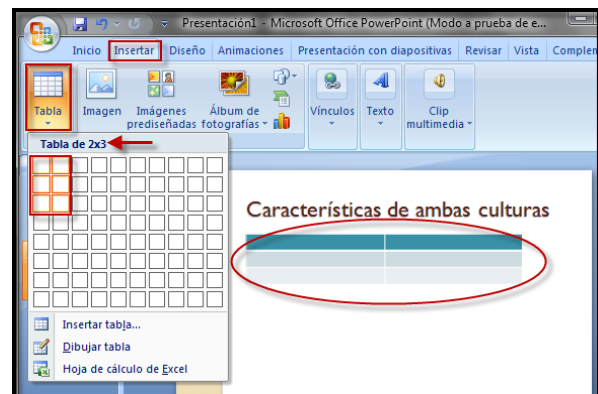 Presentación1 - Microsoft Office PowerPoint (Modo a prueba de e...
Inicio Insertar Diseño Animaciones Presentación con diapositivas Revisar Vista Complen
Tabla
Imagen
Imágenes
prediseñadas
Álbum de
fotografías
Vínculos
Texto
Clip
multimedia
Tabla de 2x3
Características de ambas culturas
Insertar tabla...
Dibujar tabla
Hoja de cálculo de Excel